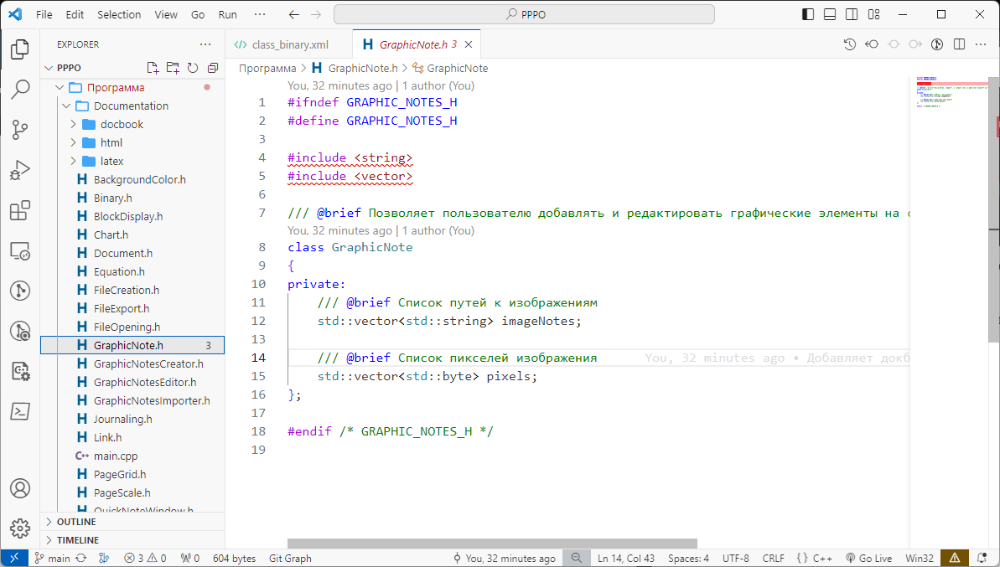 File Edit Selection View Go Run ··· PPPO
EXPLORER ···
PPPO
Программа
Documentation
docbook
html
latex
H BackgroundColor.h
H Binary.h
H BlockDisplay.h
H Chart.h
H Document.h
H Equation.h
H FileCreation.h
H FileExport.h
H FileOpening.h
H GraphicNote.h 3
H GraphicNotesCreator.h
H GraphicNotesEditor.h
H GraphicNotesImporter.h
H Journaling.h
H Link.h
C++ main.cpp
H PageGrid.h
H PageScale.h
H QuickNoteWindow.h
OUTLINE
TIMELINE
class_binary.xml H GraphicNote.h 3
Программа > H GraphicNote.h > GraphicNote
You, 32 minutes ago | 1 author (You)
1 #ifndef GRAPHIC_NOTES_H
2 #define GRAPHIC_NOTES_H
3
4 #include <string>
5 #include <vector>
6
7 /// @brief Позволяет пользователю добавлять и редактировать графические элементы на
You, 32 minutes ago | 1 author (You)
8 class GraphicNote
9 {
10 private:
11 /// @brief Список путей к изображениям
12 std::vector<std::string> imageNotes;
13
14 /// @brief Список пикселей изображения You, 32 minutes ago • Добавляет докб
15 std::vector<std::byte> pixels;
16 };
17
18 #endif /* GRAPHIC_NOTES_H */
19
main 3 0 0 604 bytes Git Graph You, 32 minutes ago Ln 14, Col 43 Spaces: 4 UTF-8 CRLF {} C++ Go Live Win32